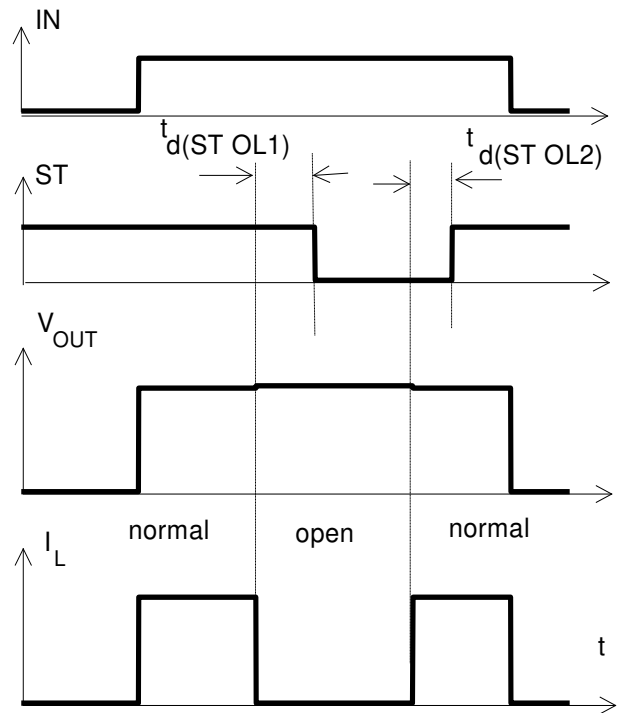 IN
t d(ST OL1)
t d(ST OL2)
ST
V OUT
normal open normal
I L
t